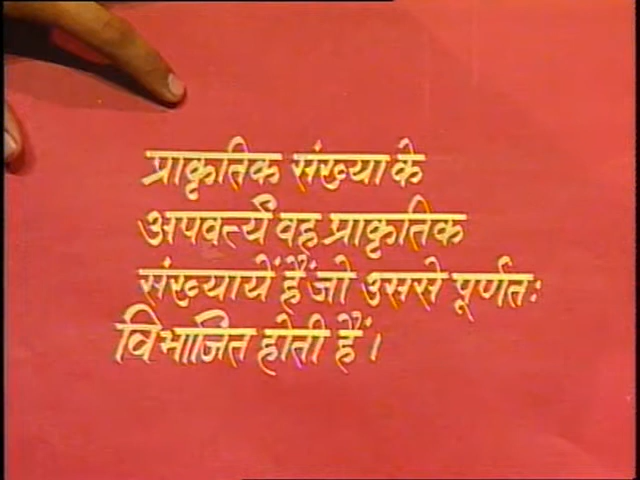 प्राकृतिक संख्या के
अपवर्त्य वह प्राकृतिक
संख्यायें हैं जो उससे पूर्णतः
विभाजित होती हैं।